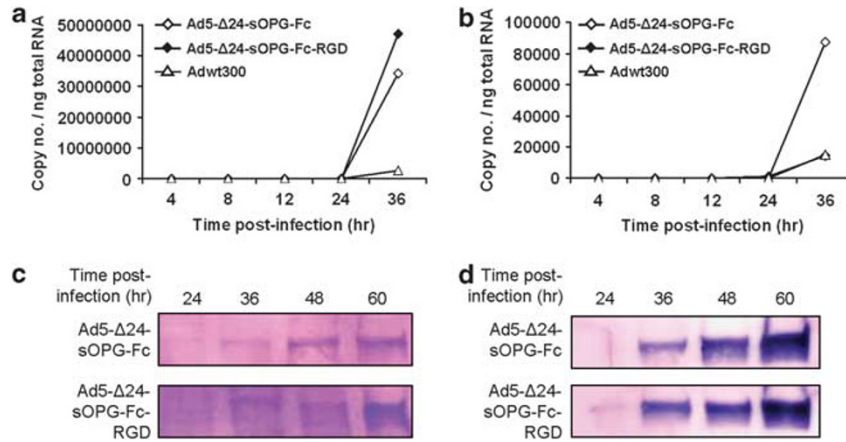 a
Copy no. / ng total RNA
50000000
40000000
30000000
20000000
10000000
0
Ad5-Δ24-sOPG-Fc
Ad5-Δ24-sOPG-Fc-RGD
Adwt300
4 8 12 24 36
Time post-infection (hr)
b
Copy no. / ng total RNA
100000
80000
60000
40000
20000
0
Ad5-Δ24-sOPG-Fc
Ad5-Δ24-sOPG-Fc-RGD
Adwt300
4 8 12 24 36
Time post-infection (hr)
c
Time post-
infection (hr) 24 36 48 60
Ad5-Δ24-
sOPG-Fc
Ad5-Δ24-
sOPG-Fc-
RGD
d
Time post-
infection (hr) 24 36 48 60
Ad5-Δ24-
sOPG-Fc
Ad5-Δ24-
sOPG-Fc-
RGD